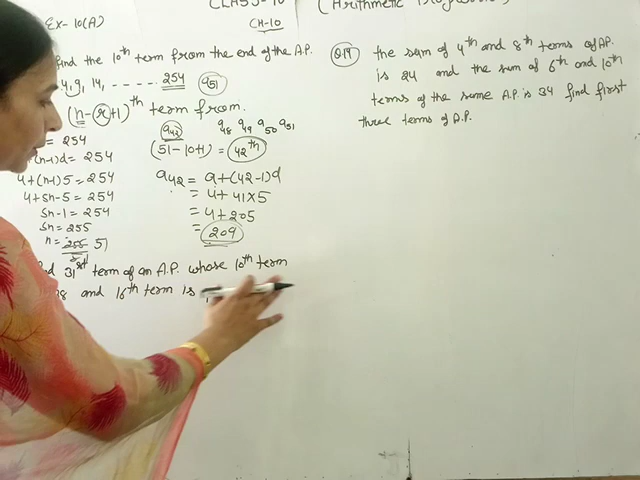 CLASS-10 (Arithmetic
Ex-10(A) CH-10
find the 10th term from the end of the A.P.
4, 9, 14, ------ 254 a51
(n-r+1)th term from.
= 254
+(n-1)d = 254
4+(n-1)5 = 254
4+5n-5 = 254
5n-1 = 254
5n = 255
n = 255 51
a42 a48 a49 a50 a51
(51-10+1) = 42th
a42 = a+(42-1)d
= 4+41×5
= 4+205
= 209
31st term of an A.P. whose 10th term
38 and 16th term is
Q19 the sum of 4th and 8th terms of AP.
is 24 and the sum of 6th and 10th
terms of the same A.P. is 34 find first
three terms of A.P.